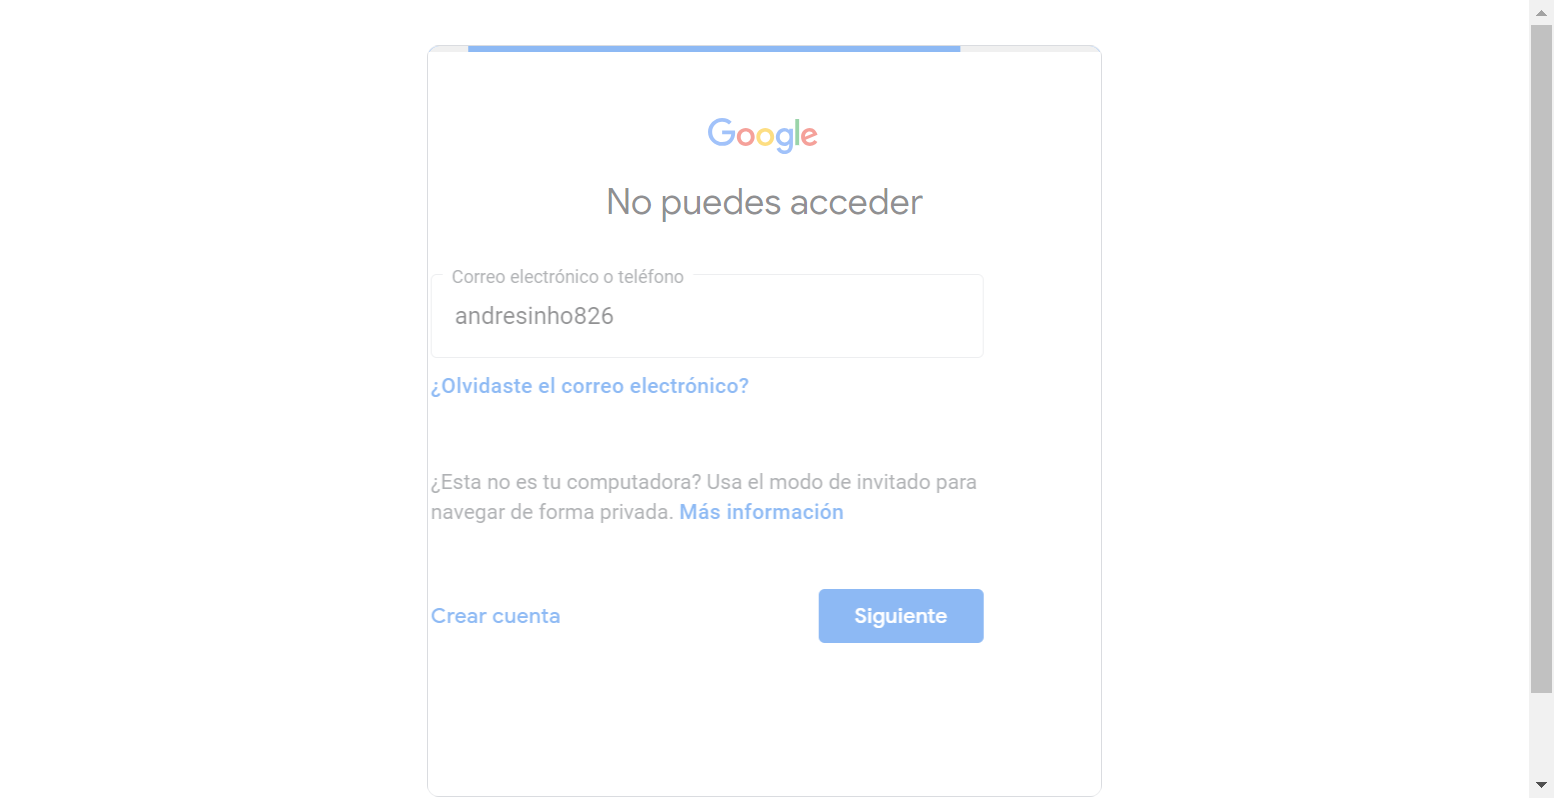 Google
No puedes acceder
Correo electrónico o teléfono
andresinho826
¿Olvidaste el correo electrónico?
¿Esta no es tu computadora? Usa el modo de invitado para
navegar de forma privada. Más información
Crear cuenta
Siguiente